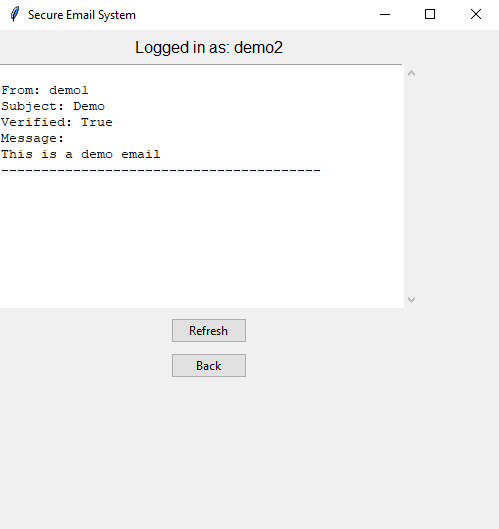 Secure Email System
Logged in as: demo2
From: demo1
Subject: Demo
Verified: True
Message:
This is a demo email
----------------------------------------
Refresh
Back